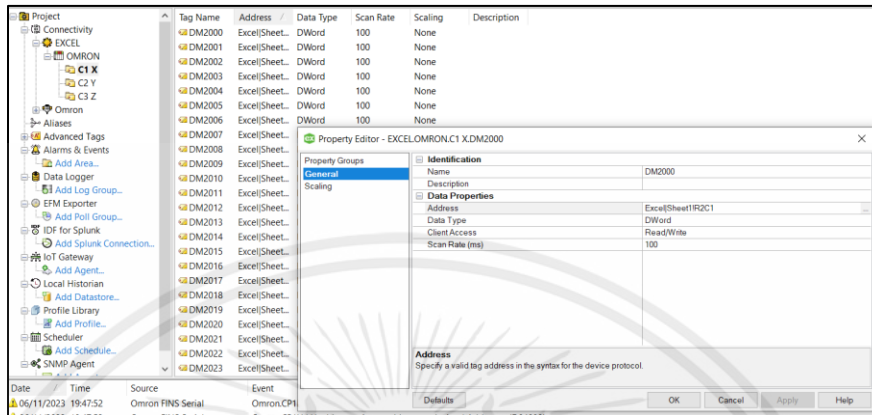 Project
Connectivity
EXCEL
OMRON
C1 X
C2 Y
C3 Z
Omron
Aliases
Advanced Tags
Alarms & Events
Add Area...
Data Logger
Add Log Group...
EFM Exporter
Add Poll Group...
IDF for Splunk
Add Splunk Connection...
IoT Gateway
Add Agent...
Local Historian
Add Datastore...
Profile Library
Add Profile...
Scheduler
Add Schedule...
SNMP Agent
Tag Name Address Data Type Scan Rate Scaling Description
DM2000 Excel|Sheet... DWord 100 None
DM2001 Excel|Sheet... DWord 100 None
DM2002 Excel|Sheet... DWord 100 None
DM2003 Excel|Sheet... DWord 100 None
DM2004 Excel|Sheet... DWord 100 None
DM2005 Excel|Sheet... DWord 100 None
DM2006 Excel|Sheet... DWord 100 None
DM2007 Excel|Sheet...
DM2008 Excel|Sheet...
DM2009 Excel|Sheet...
DM2010 Excel|Sheet...
DM2011 Excel|Sheet...
DM2012 Excel|Sheet...
DM2013 Excel|Sheet...
DM2014 Excel|Sheet...
DM2015 Excel|Sheet...
DM2016 Excel|Sheet...
DM2017 Excel|Sheet...
DM2018 Excel|Sheet...
DM2019 Excel|Sheet...
DM2020 Excel|Sheet...
DM2021 Excel|Sheet...
DM2022 Excel|Sheet...
DM2023 Excel|Sheet...
Property Editor - EXCEL.OMRON.C1 X.DM2000
Property Groups
General
Scaling
Identification
Name DM2000
Description
Data Properties
Address Excel|Sheet1!R2C1 ...
Data Type DWord
Client Access Read/Write
Scan Rate (ms) 100
Address
Specify a valid tag address in the syntax for the device protocol.
Defaults OK Cancel Apply Help
Date Time Source Event
06/11/2023 19:47:52 Omron FINS Serial Omron.CP1